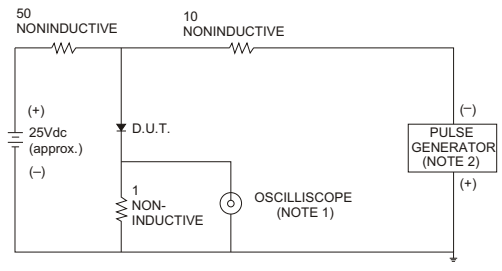 50
NONINDUCTIVE
10
NONINDUCTIVE
(+)
25Vdc
(approx.)
(–)
D.U.T.
1
NON-
INDUCTIVE
OSCILLISCOPE
(NOTE 1)
(–)
PULSE
GENERATOR
(NOTE 2)
(+)